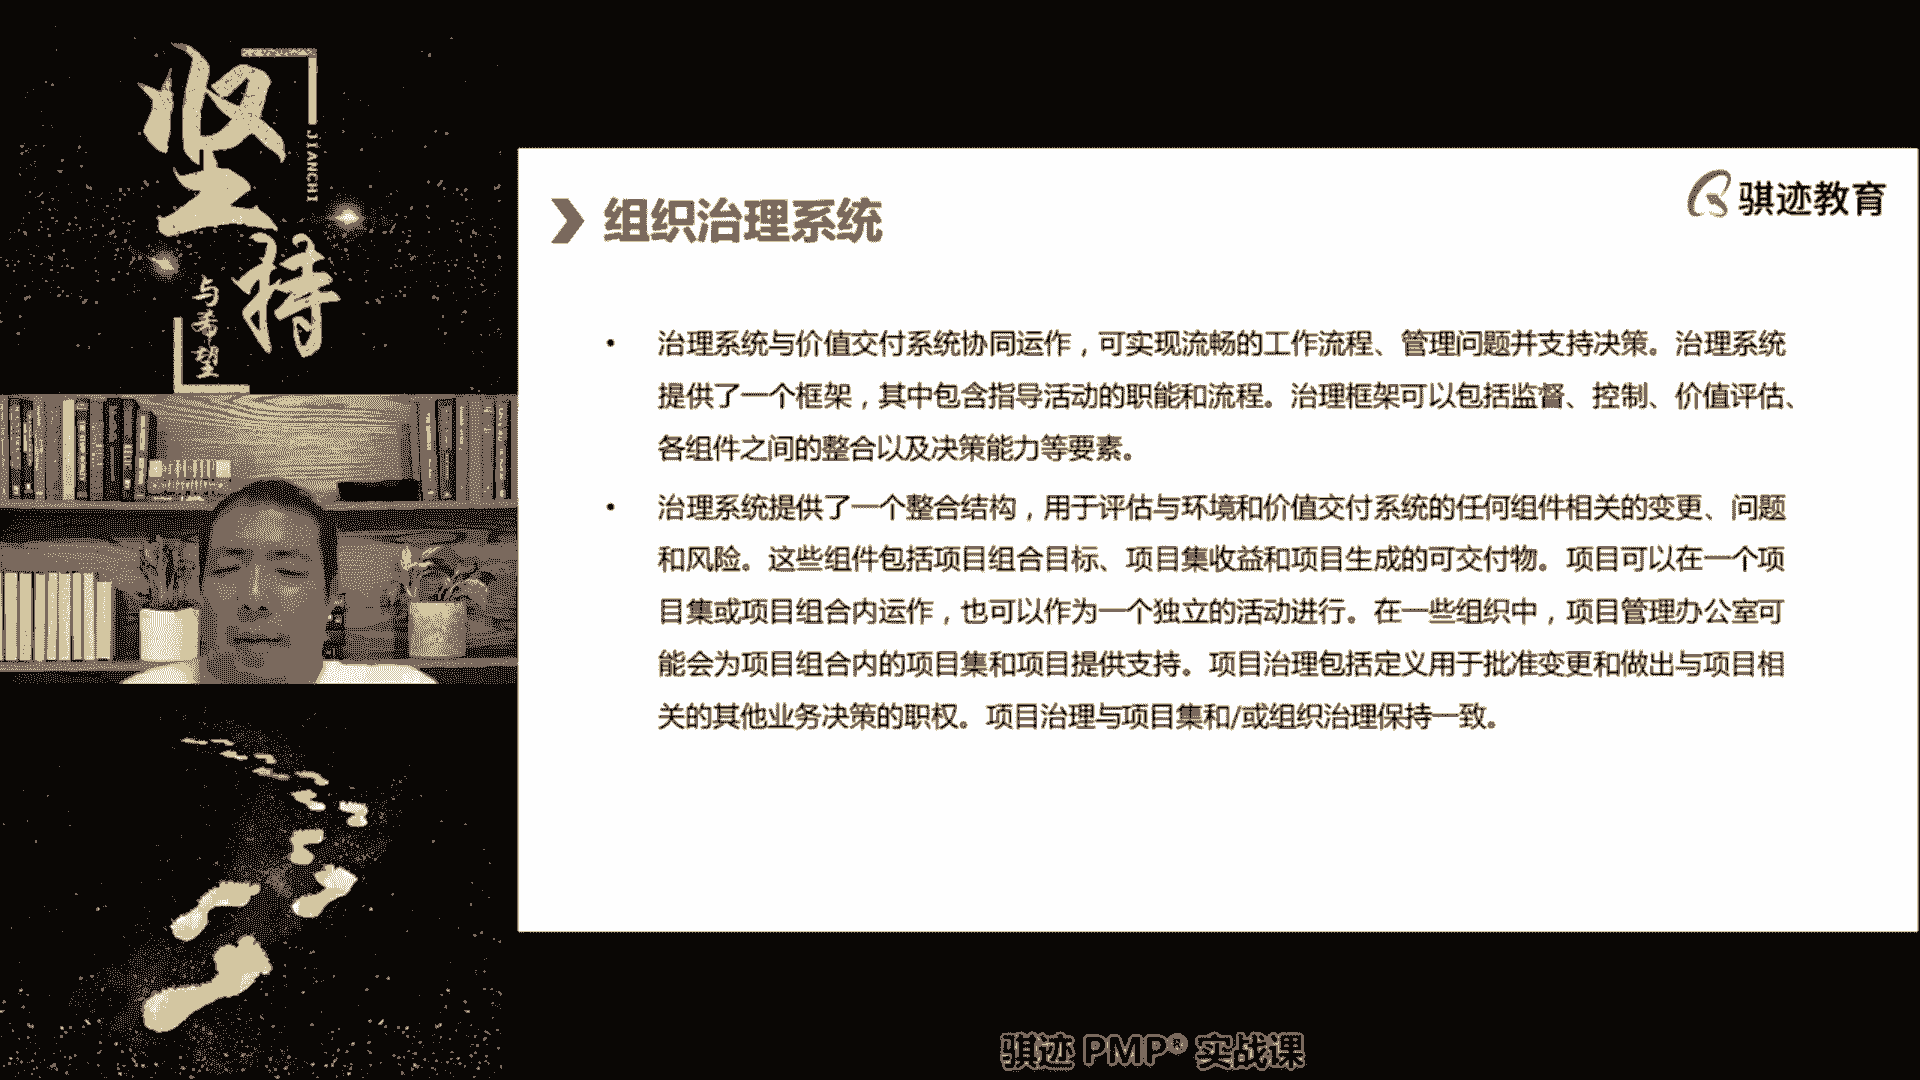 坚持
JIANCHI
与希望
骐迹教育
组织治理系统
• 治理系统与价值交付系统协同运作，可实现流畅的工作流程、管理问题并支持决策。治理系统
提供了一个框架，其中包含指导活动的职能和流程。治理框架可以包括监督、控制、价值评估、
各组件之间的整合以及决策能力等要素。
• 治理系统提供了一个整合结构，用于评估与环境和价值交付系统的任何组件相关的变更、问题
和风险。这些组件包括项目组合目标、项目集收益和项目生成的可交付物。项目可以在一个项
目集或项目组合内运作，也可以作为一个独立的活动进行。在一些组织中，项目管理办公室可
能会为项目组合内的项目集和项目提供支持。项目治理包括定义用于批准变更和做出与项目相
关的其他业务决策的职权。项目治理与项目集和/或组织治理保持一致。
骐迹 PMP® 实战课